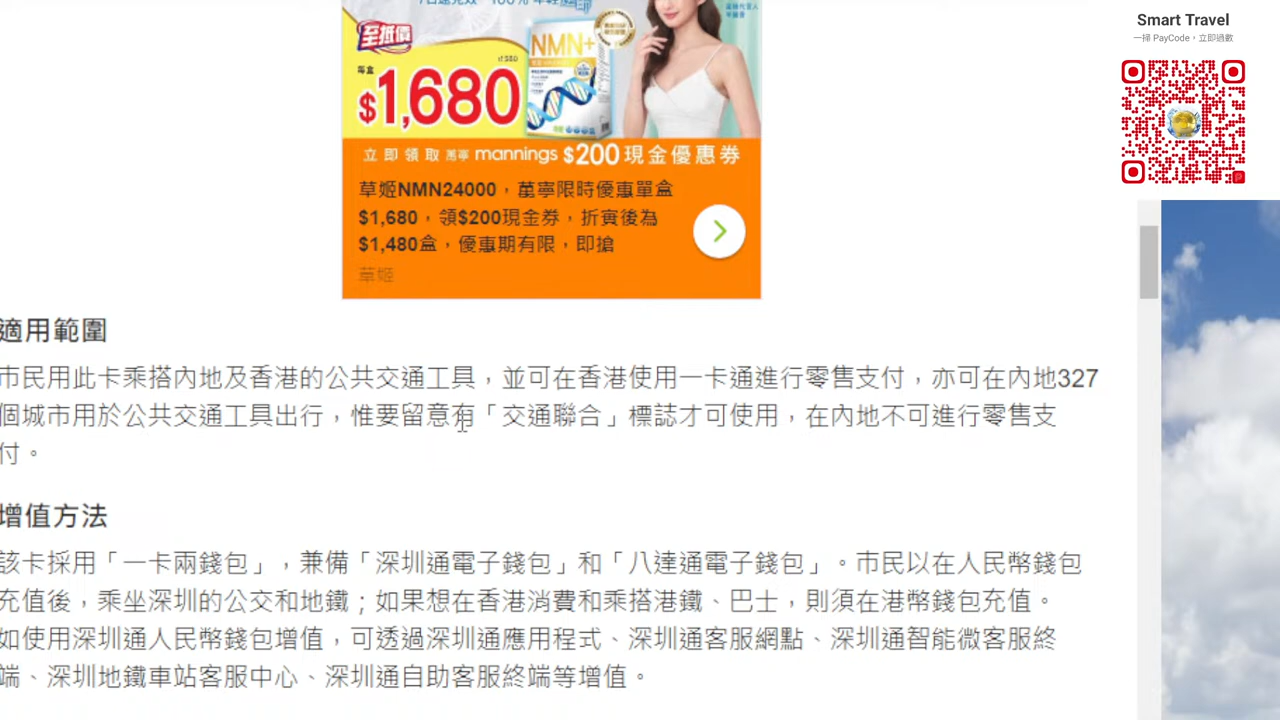 Smart Travel
一掃 PayCode，立即過數
至抵價
每盒
NMN+
$1,680
立即領取 萬寧 mannings $200現金優惠券
草姬NMN24000，萬寧限時優惠單盒
$1,680，領$200現金券，折實後為
$1,480盒，優惠期有限，即搶
草姬
適用範圍
市民用此卡乘搭內地及香港的公共交通工具，並可在香港使用一卡通進行零售支付，亦可在內地327
個城市用於公共交通工具出行，惟要留意有「交通聯合」標誌才可使用，在內地不可進行零售支
付。
增值方法
該卡採用「一卡兩錢包」，兼備「深圳通電子錢包」和「八達通電子錢包」。市民以在人民幣錢包
充值後，乘坐深圳的公交和地鐵；如果想在香港消費和乘搭港鐵、巴士，則須在港幣錢包充值。
如使用深圳通人民幣錢包增值，可透過深圳通應用程式、深圳通客服網點、深圳通智能微客服終
端、深圳地鐵車站客服中心、深圳通自助客服終端等增值。